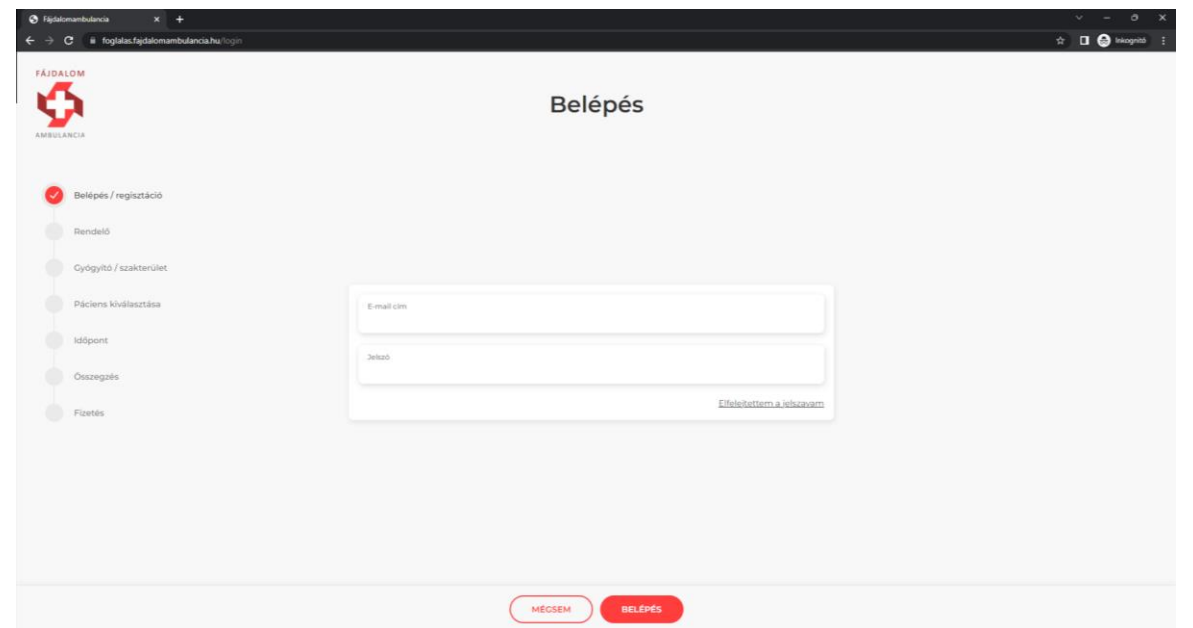 Fájdalomambulancia
foglalas.fajdalomambulancia.hu/login
Inkognitó
FÁJDALOM
AMBULANCIA
Belépés
Belépés / regisztáció
Rendelő
Gyógyító / szakterület
Páciens kiválasztása
Időpont
Összegzés
Fizetés
E-mail cím
Jelszó
Elfelejtettem a jelszavam
MÉGSEM
BELÉPÉS